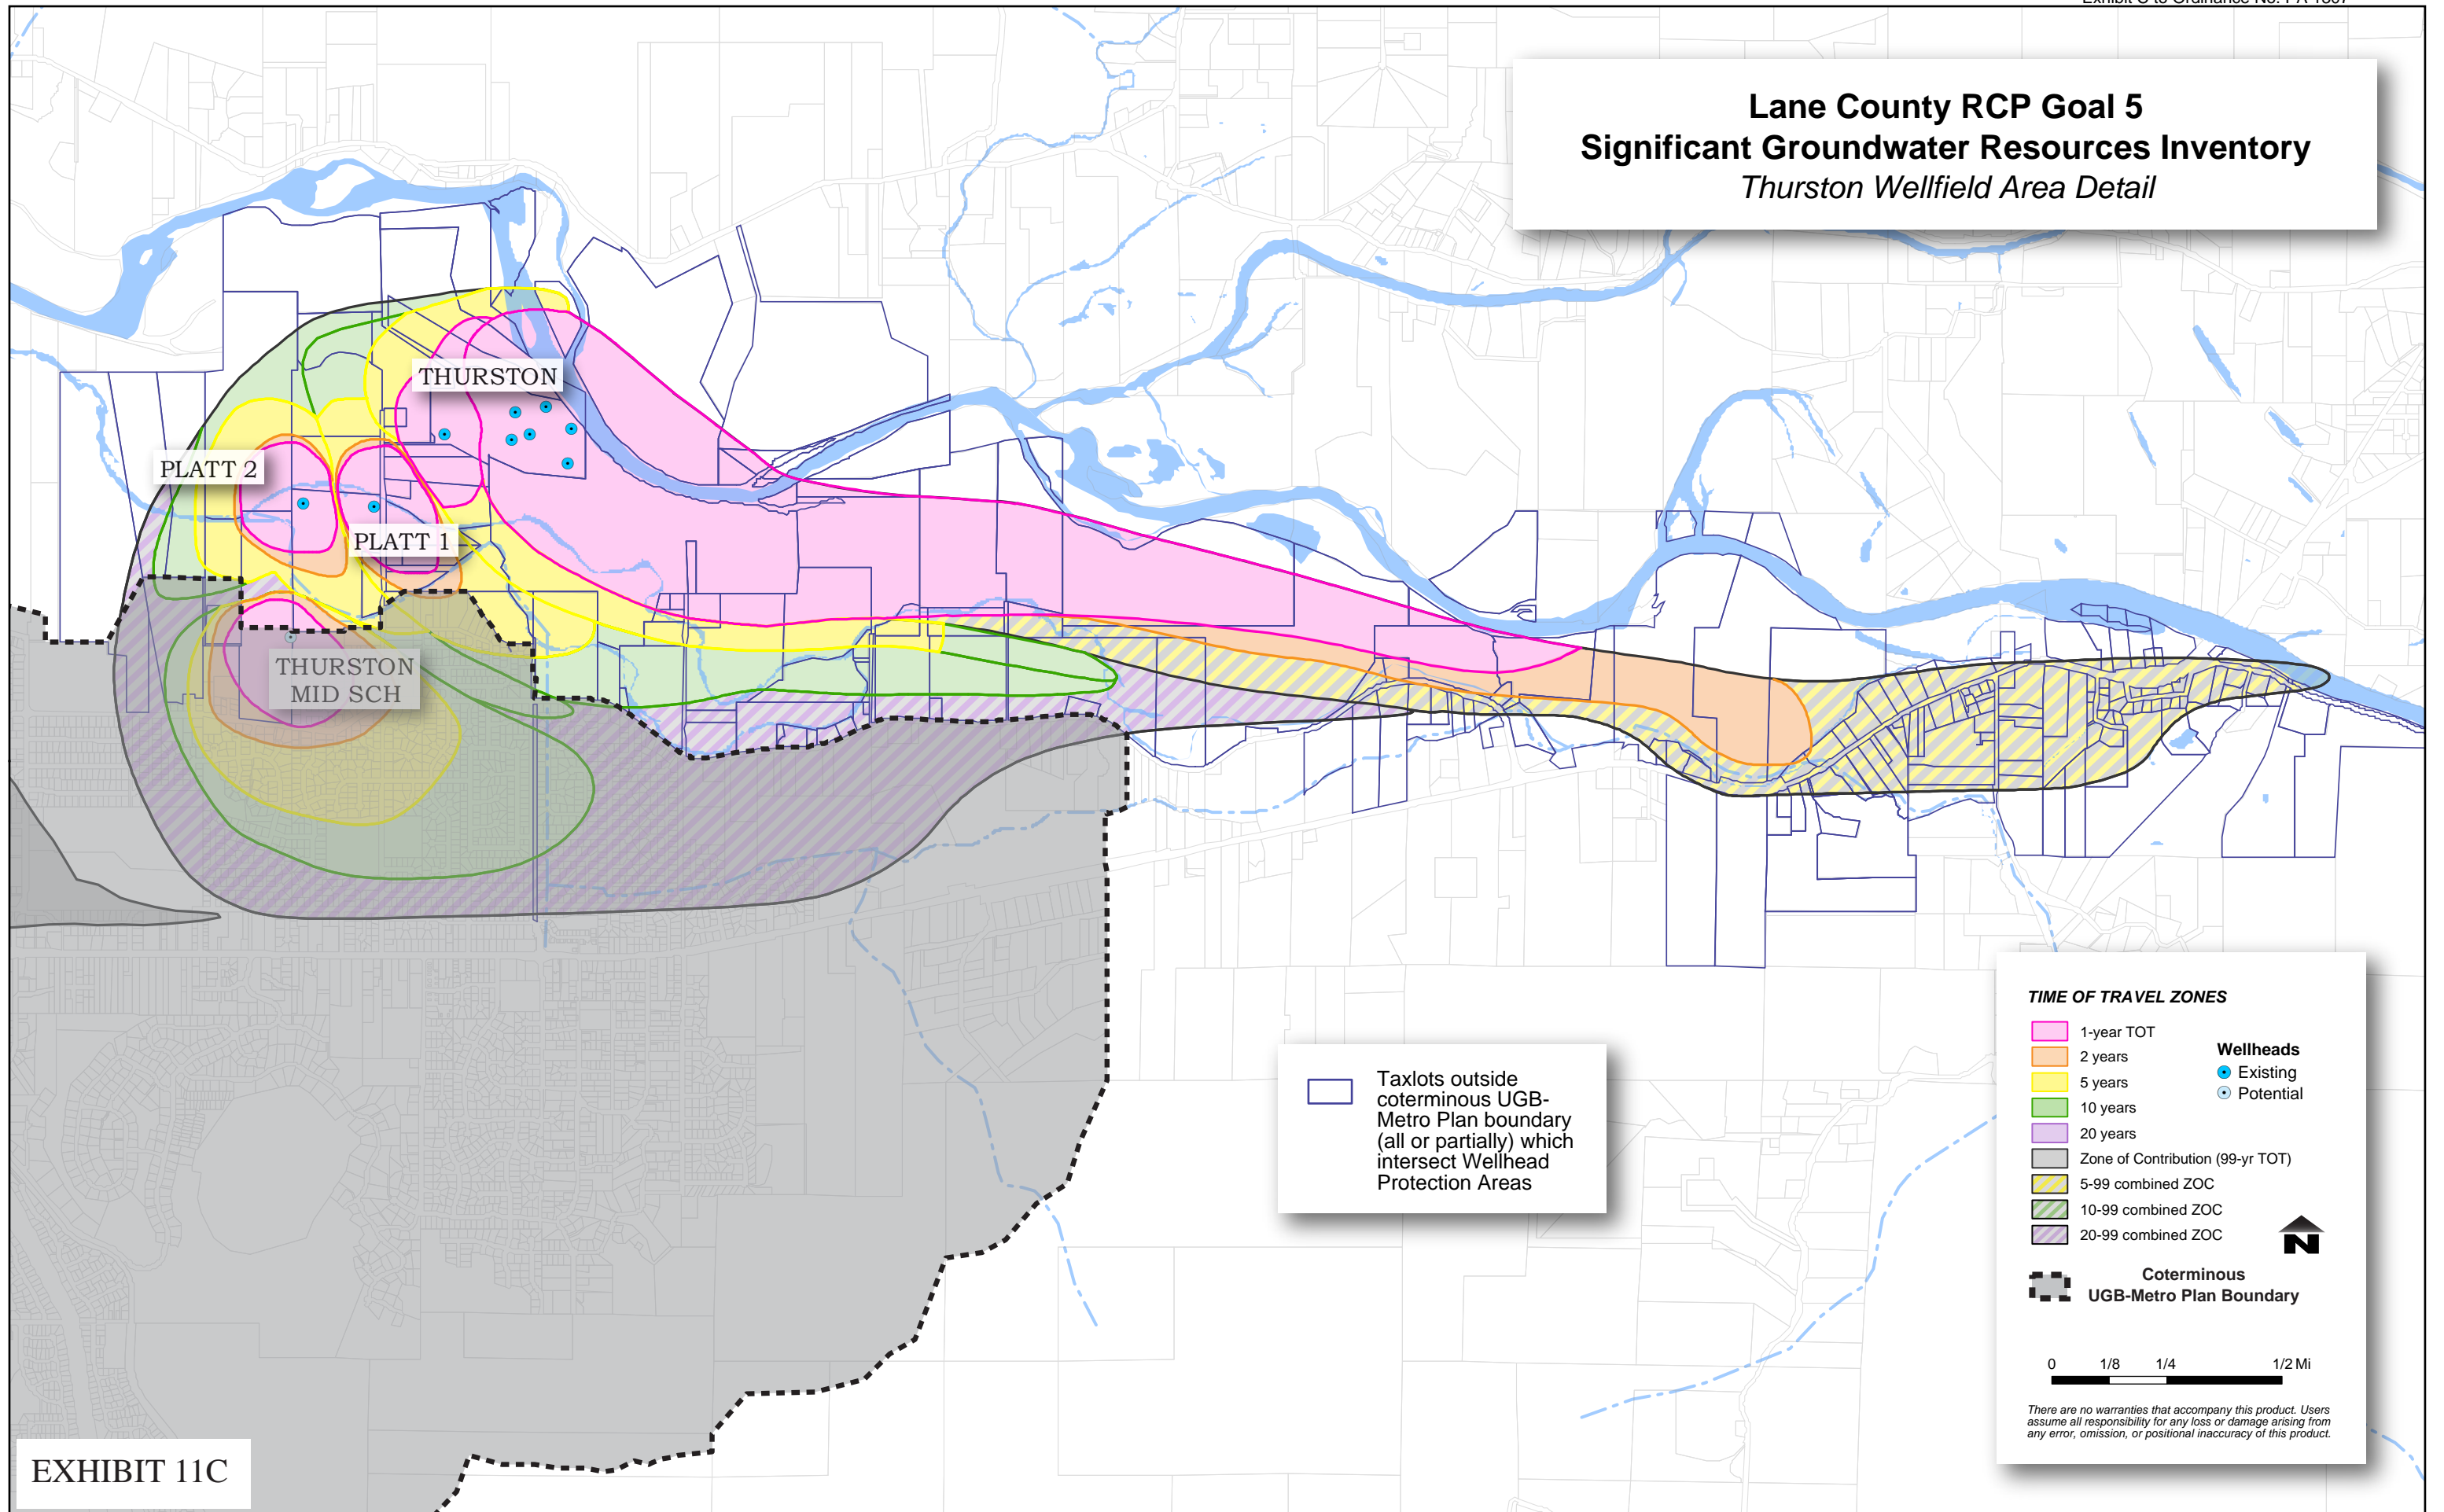 Lane County RCP Goal 5
Significant Groundwater Resources Inventory
Thurston Wellfield Area Detail
THURSTON
PLATT 2
PLATT 1
THURSTON
MID SCH
Taxlots outside
coterminous UGB-
Metro Plan boundary
(all or partially) which
intersect Wellhead
Protection Areas
TIME OF TRAVEL ZONES
1-year TOT
2 years
5 years
10 years
20 years
Zone of Contribution (99-yr TOT)
5-99 combined ZOC
10-99 combined ZOC
20-99 combined ZOC
Wellheads
Existing
Potential
N
Coterminous
UGB-Metro Plan Boundary
0 1/8 1/4 1/2 Mi
There are no warranties that accompany this product. Users
assume all responsibility for any loss or damage arising from
any error, omission, or positional inaccuracy of this product.
EXHIBIT 11C